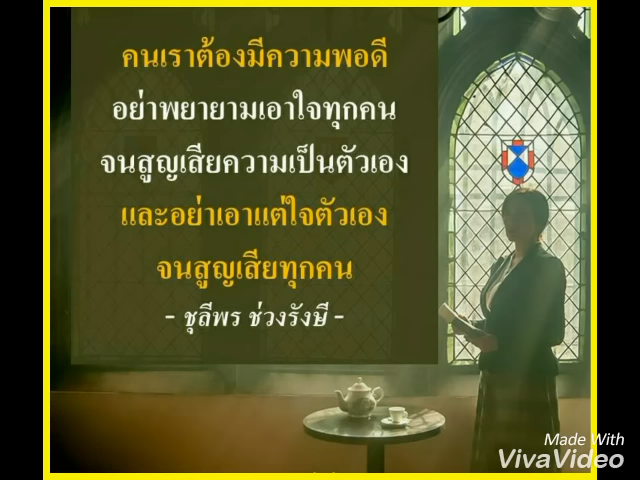 คนเราต้องมีความพอดี
อย่าพยายามเอาใจทุกคน
จนสูญเสียความเป็นตัวเอง
และอย่าเอาแต่ใจตัวเอง
จนสูญเสียทุกคน
- ชุลีพร ช่วงรังษี -
Made With
VivaVideo